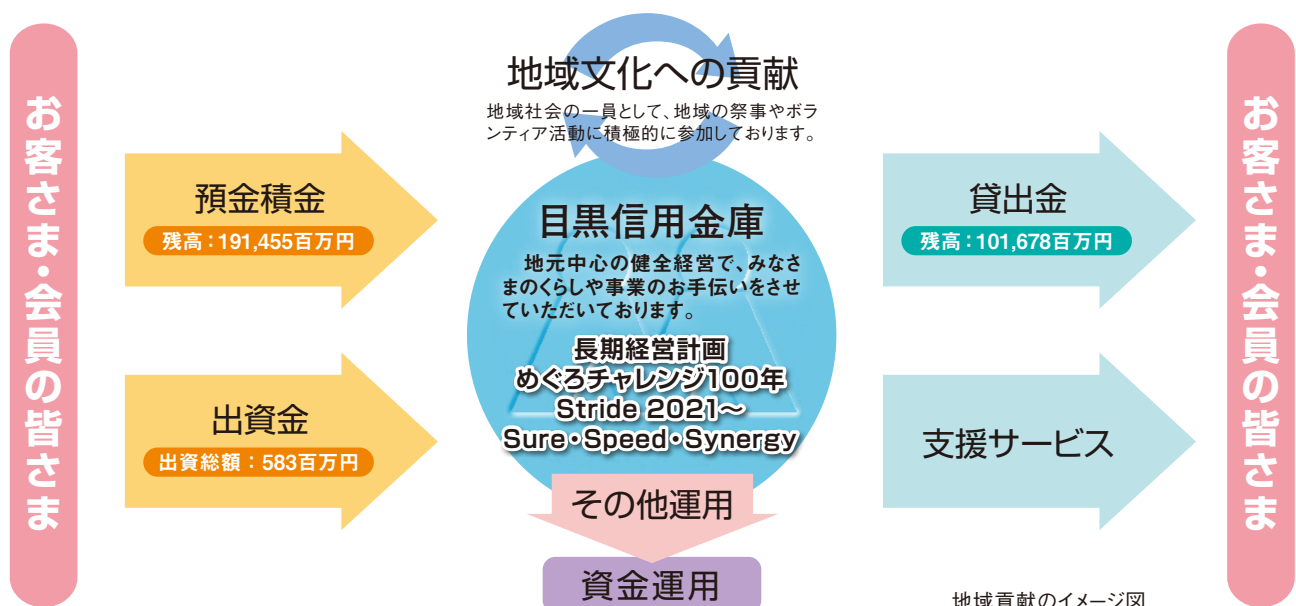 お客さま・会員の皆さま
地域文化への貢献
地域社会の一員として、地域の祭事やボラ
ンティア活動に積極的に参加しております。
預金積金
残高：191,455百万円
出資金
出資総額：583百万円
目黒信用金庫
地元中心の健全経営で、みなさ
まのくらしや事業のお手伝いをさせ
ていただいております。
長期経営計画
めぐろチャレンジ100年
Stride 2021～
Sure・Speed・Synergy
その他運用
資金運用
貸出金
残高：101,678百万円
支援サービス
お客さま・会員の皆さま
地域貢献のイメージ図